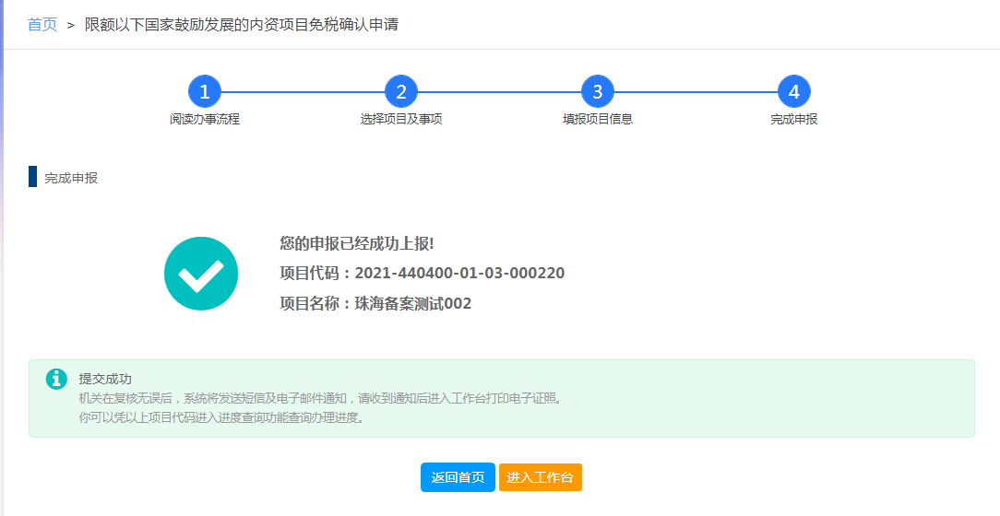 首页 > 限额以下国家鼓励发展的内资项目免税确认申请
1 2 3 4
阅读办事流程 选择项目及事项 填报项目信息 完成申报
完成申报
您的申报已经成功上报!
项目代码：2021-440400-01-03-000220
项目名称：珠海备案测试002
提交成功
机关在复核无误后，系统将发送短信及电子邮件通知，请收到通知后进入工作台打印电子证照。
你可以凭以上项目代码进入进度查询功能查询办理进度。
返回首页 进入工作台